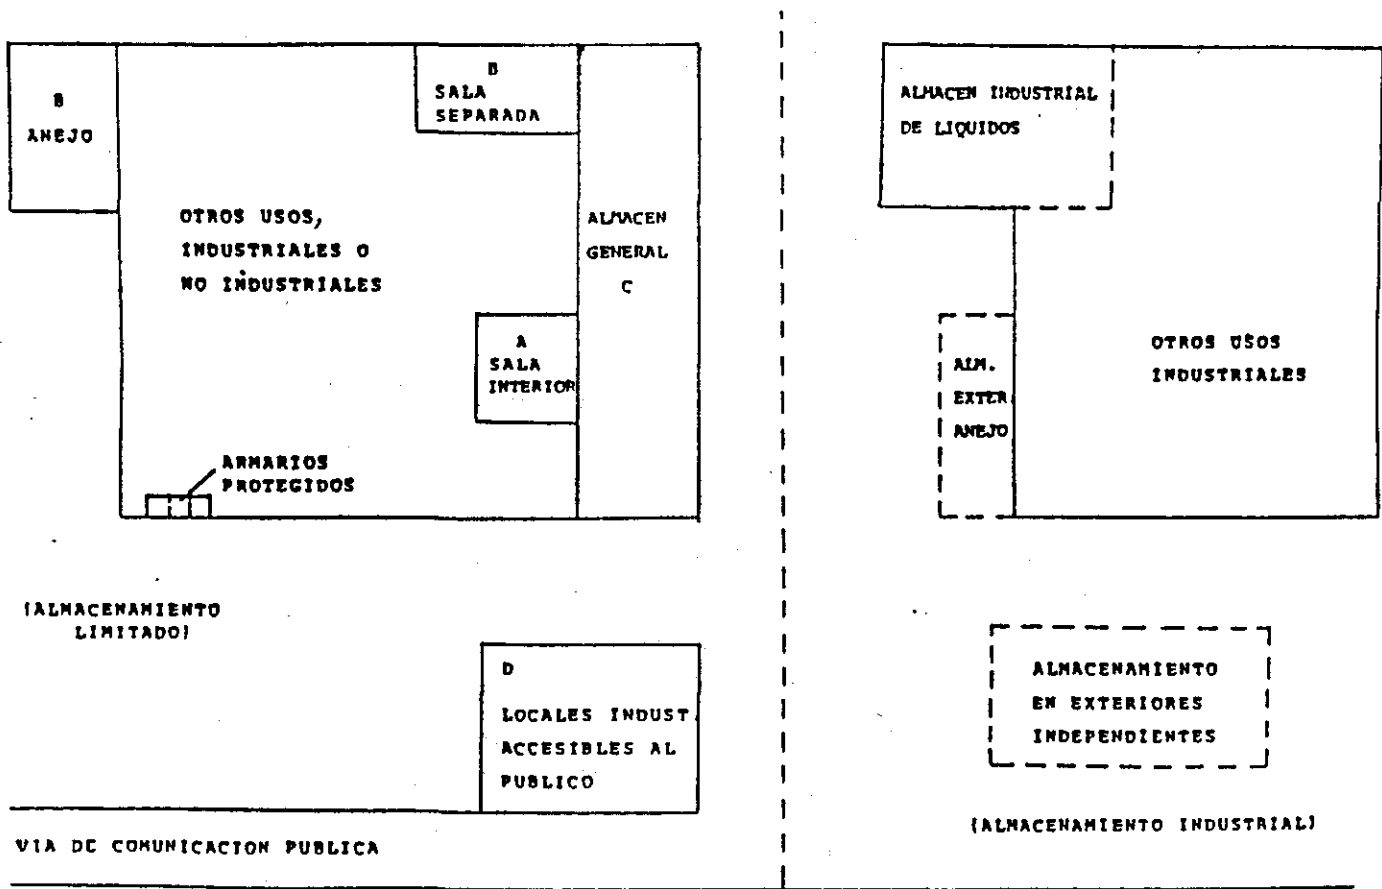 B
ANEJO
B
SALA
SEPARADA
OTROS USOS,
INDUSTRIALES O
NO INDUSTRIALES
ALMACEN
GENERAL
C
A
SALA
INTERIOR
ARMARIOS
PROTEGIDOS
(ALMACENAMIENTO
LIMITADO)
D
LOCALES INDUST.
ACCESIBLES AL
PUBLICO
VIA DE COMUNICACION PUBLICA
ALMACEN INDUSTRIAL
DE LIQUIDOS
ALM.
EXTER
ANEJO
OTROS USOS
INDUSTRIALES
ALMACENAMIENTO
EN EXTERIORES
INDEPENDIENTES
(ALMACENAMIENTO INDUSTRIAL)